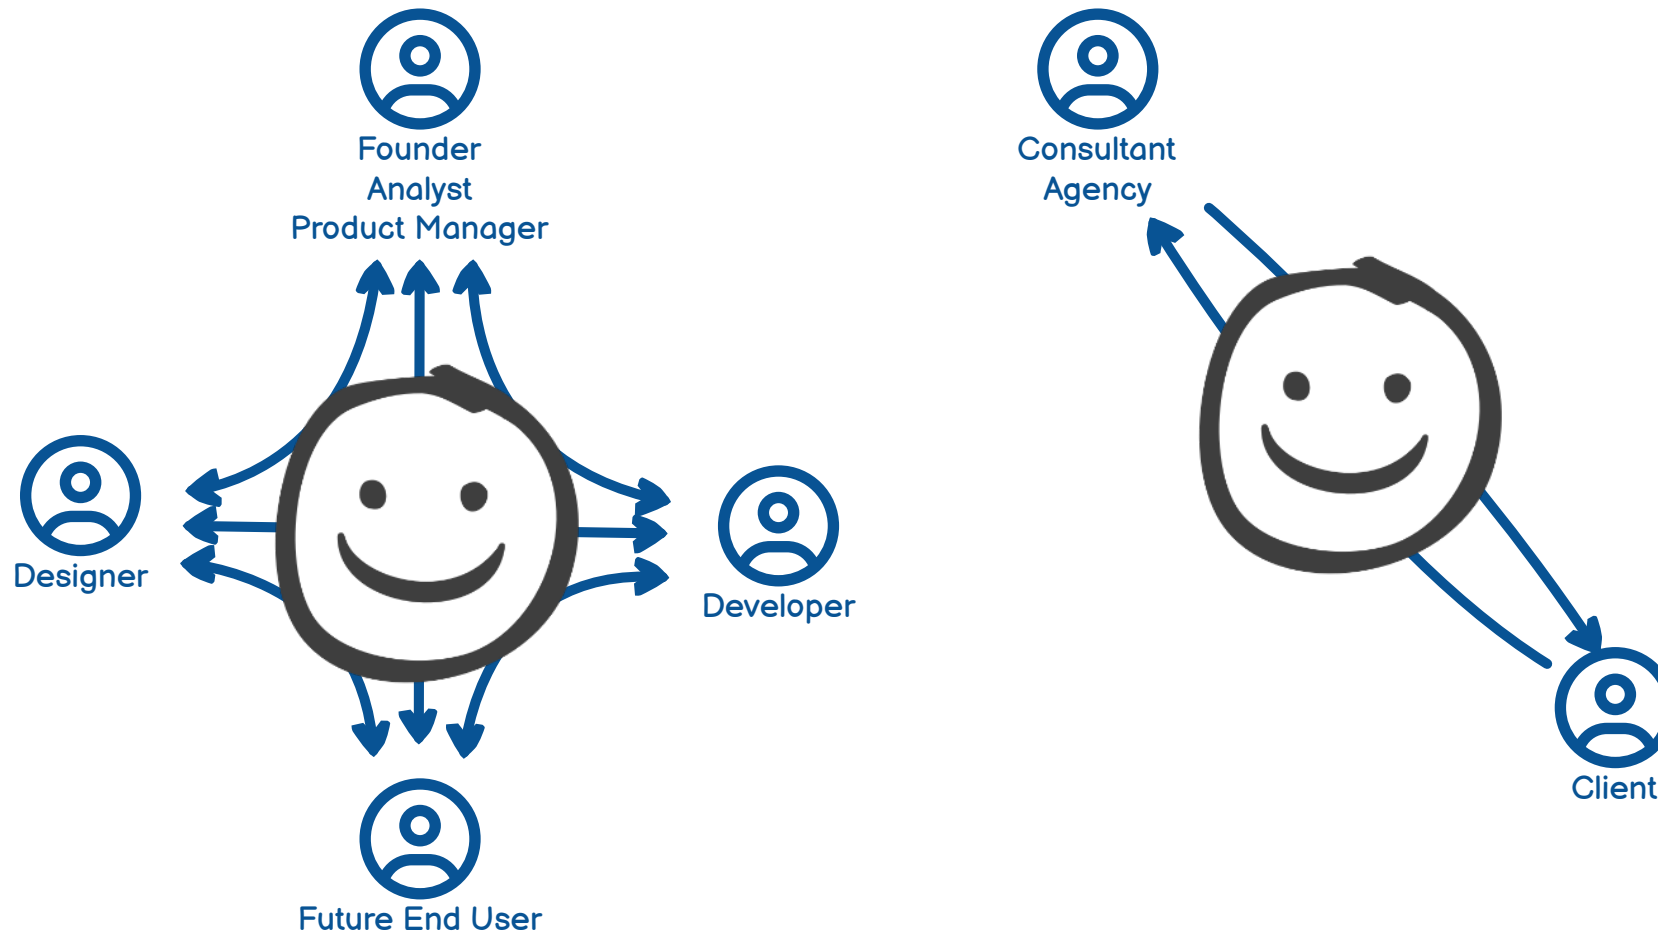 Founder
Analyst
Product Manager
Designer
Developer
Future End User
Consultant
Agency
Client